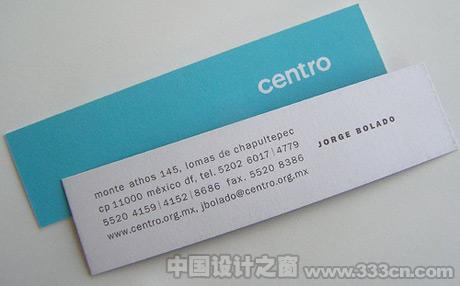 centro
monte athos 145, lomas de chapultepec
cp 11000 méxico df, tel. 5202 6017|4779
5520 4159|4152|8686 fax. 5520 8386
www.centro.org.mx, jbolado@centro.org.mx
JORGE BOLADO
中国设计之窗
www.333cn.com